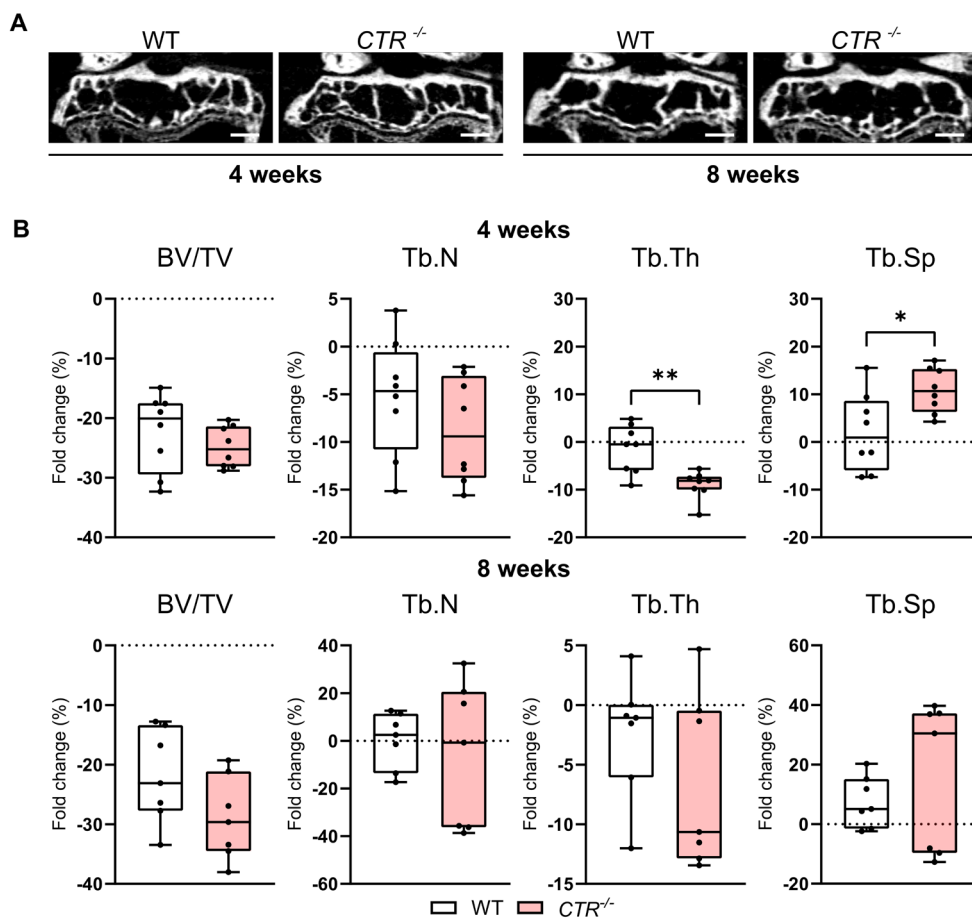 A
WT CTR -/- WT CTR -/-
4 weeks 8 weeks
B
4 weeks
BV/TV Tb.N Tb.Th Tb.Sp
Fold change (%) Fold change (%) Fold change (%) Fold change (%)
0 -10 -20 -30 -40
5 0 -5 -10 -15 -20
30 20 10 0 -10 -20
30 20 10 0 -10 -20
** *
8 weeks
BV/TV Tb.N Tb.Th Tb.Sp
Fold change (%) Fold change (%) Fold change (%) Fold change (%)
0 -10 -20 -30 -40
40 20 0 -20 -40 -60
5 0 -5 -10 -15
60 40 20 0 -20
WT CTR-/-